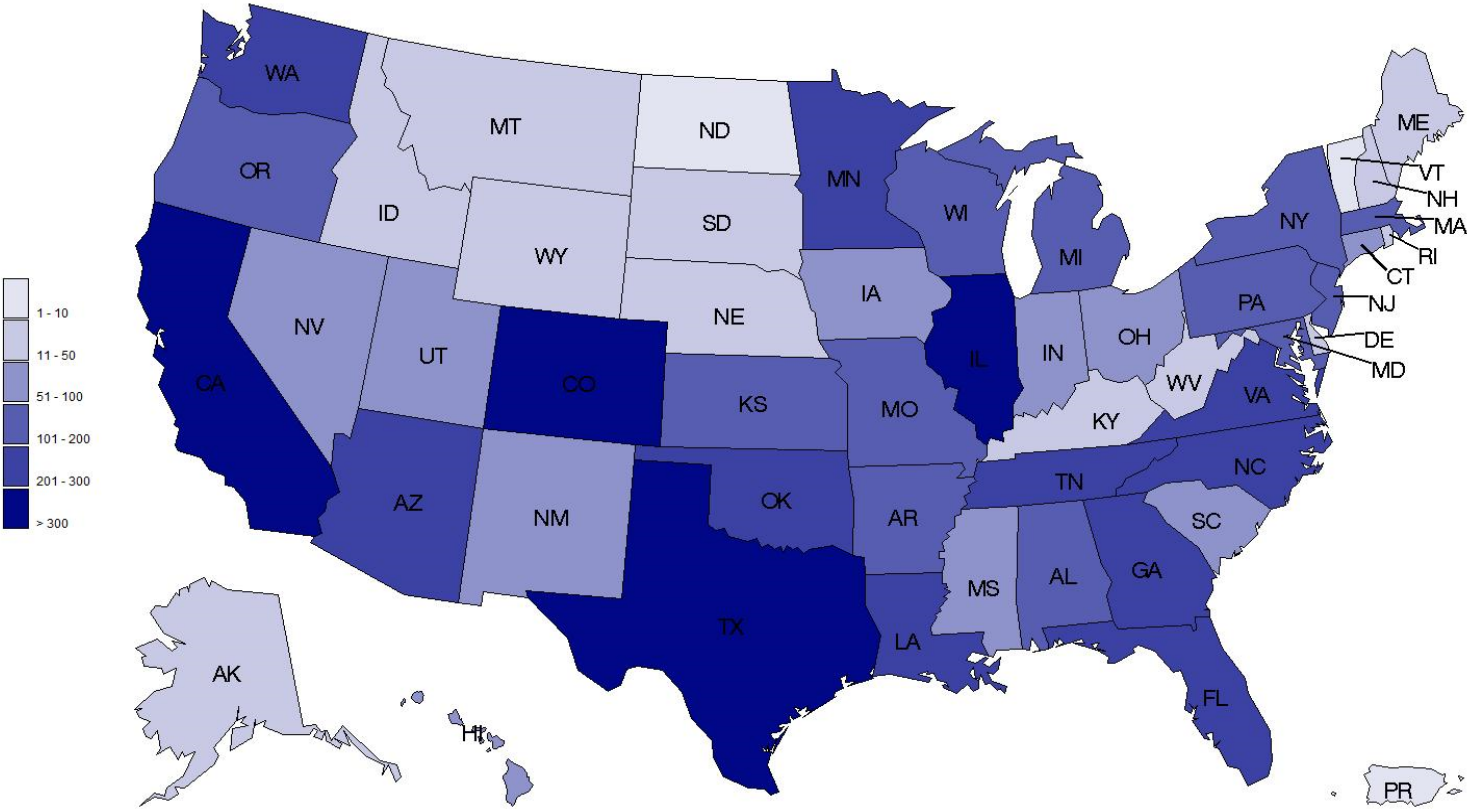 WA
MT
ND
ME
OR
MN
VT
ID
SD
WI
NH
NY
MA
WY
MI
RI
CT
IA
NE
PA
NJ
1 - 10
NV
OH
UT
IN
IL
DE
11 - 50
MD
CA
CO
WV
51 - 100
KS
MO
VA
KY
101 - 200
NC
TN
201 - 300
AZ
OK
NM
AR
SC
> 300
GA
AL
MS
TX
LA
AK
FL
HI
PR